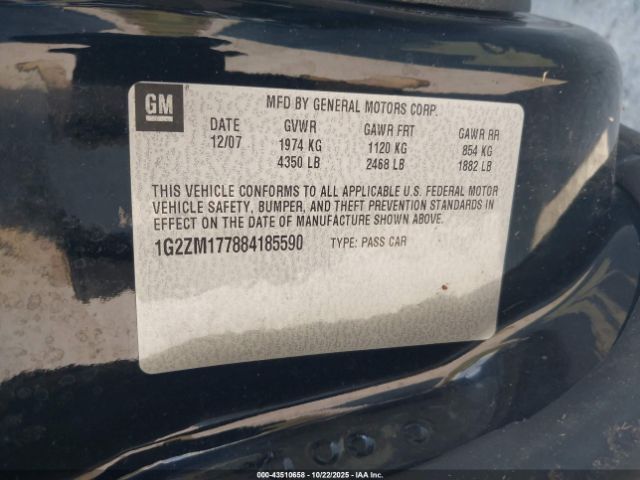 GM
MFD BY GENERAL MOTORS CORP.
DATE GVWR GAWR FRT GAWR RR
12/07 1974 KG 1120 KG 854 KG
4350 LB 2468 LB 1882 LB
THIS VEHICLE CONFORMS TO ALL APPLICABLE U.S. FEDERAL MOTOR
VEHICLE SAFETY, BUMPER, AND THEFT PREVENTION STANDARDS IN
EFFECT ON THE DATE OF MANUFACTURE SHOWN ABOVE.
1G2ZM177884185590 TYPE: PASS CAR
000-43510658 | 10/22/2025 | copart